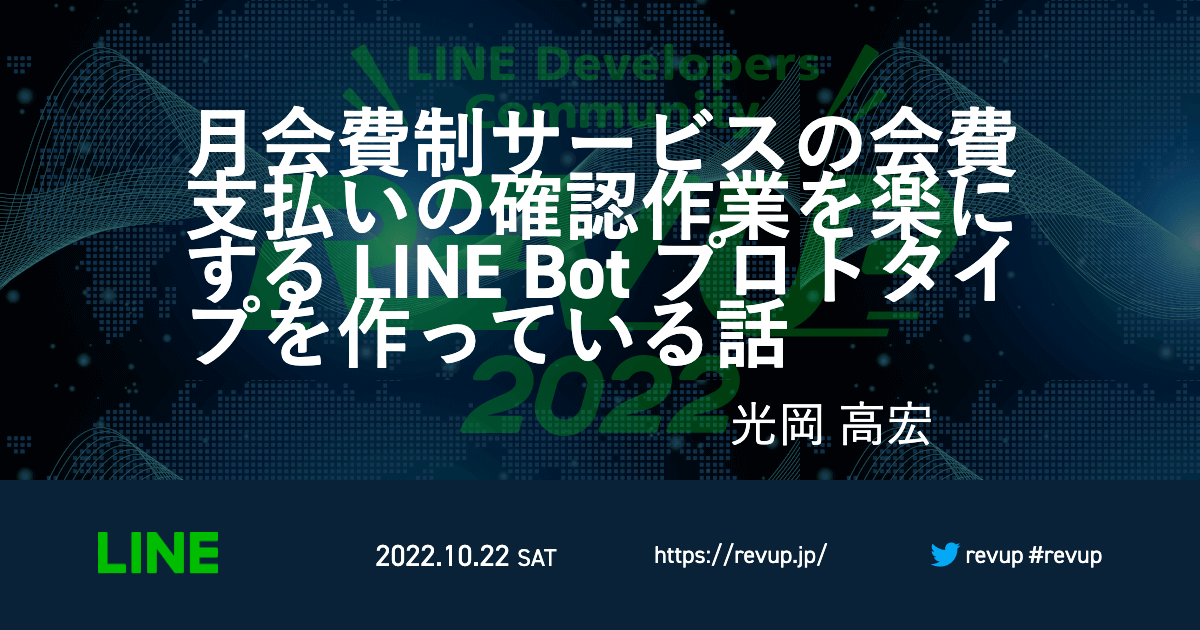 LINE Developers
Community
REVUP
2022
月会費制サービスの会費
支払いの確認作業を楽に
する LINE Bot プロトタイ
プを作っている話
光岡 高宏
LINE
2022.10.22 SAT
https://revup.jp/
revup #revup